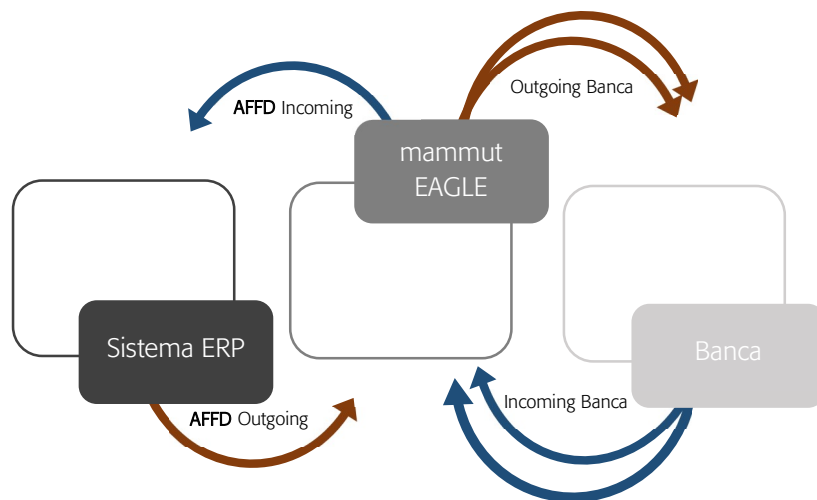 Outgoing Banca
AFFD Incoming
mammut
EAGLE
Sistema ERP
Banca
Incoming Banca
AFFD Outgoing